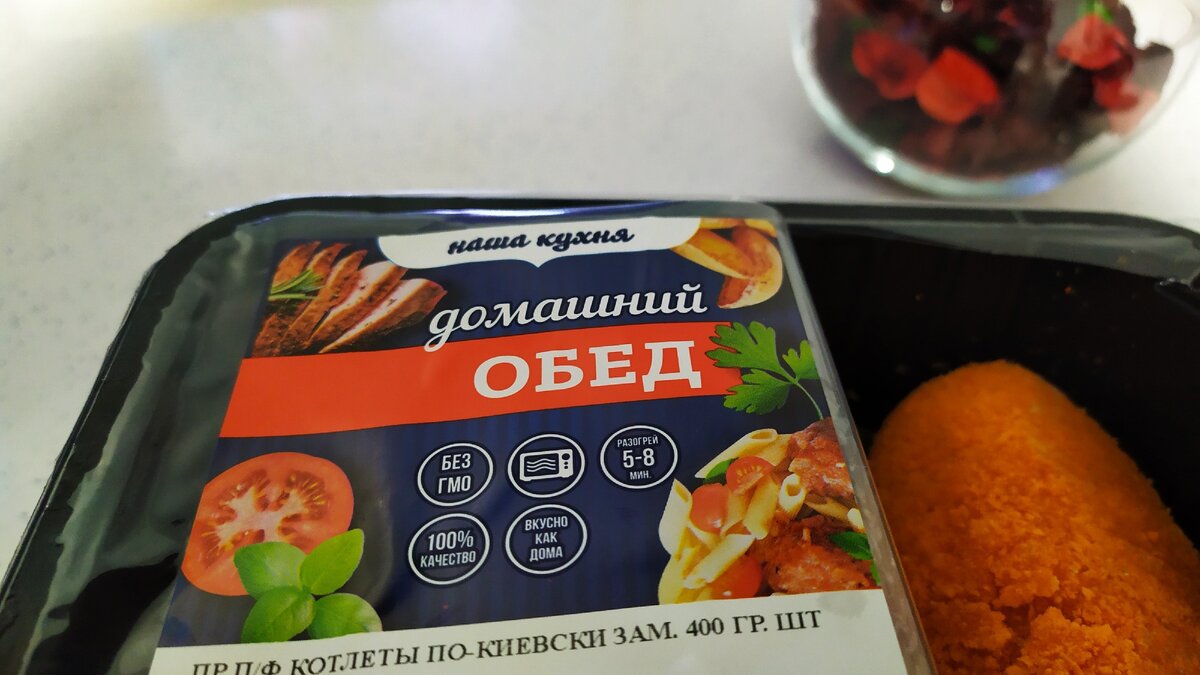 наша кухня
домашний
ОБЕД
БЕЗ
ГМО
РАЗОГРЕЙ
5-8
МИН.
100%
КАЧЕСТВО
ВКУСНО
КАК
ДОМА
ПР П/Ф КОТЛЕТЫ ПО-КИЕВСКИ ЗАМ. 400 ГР. ШТ